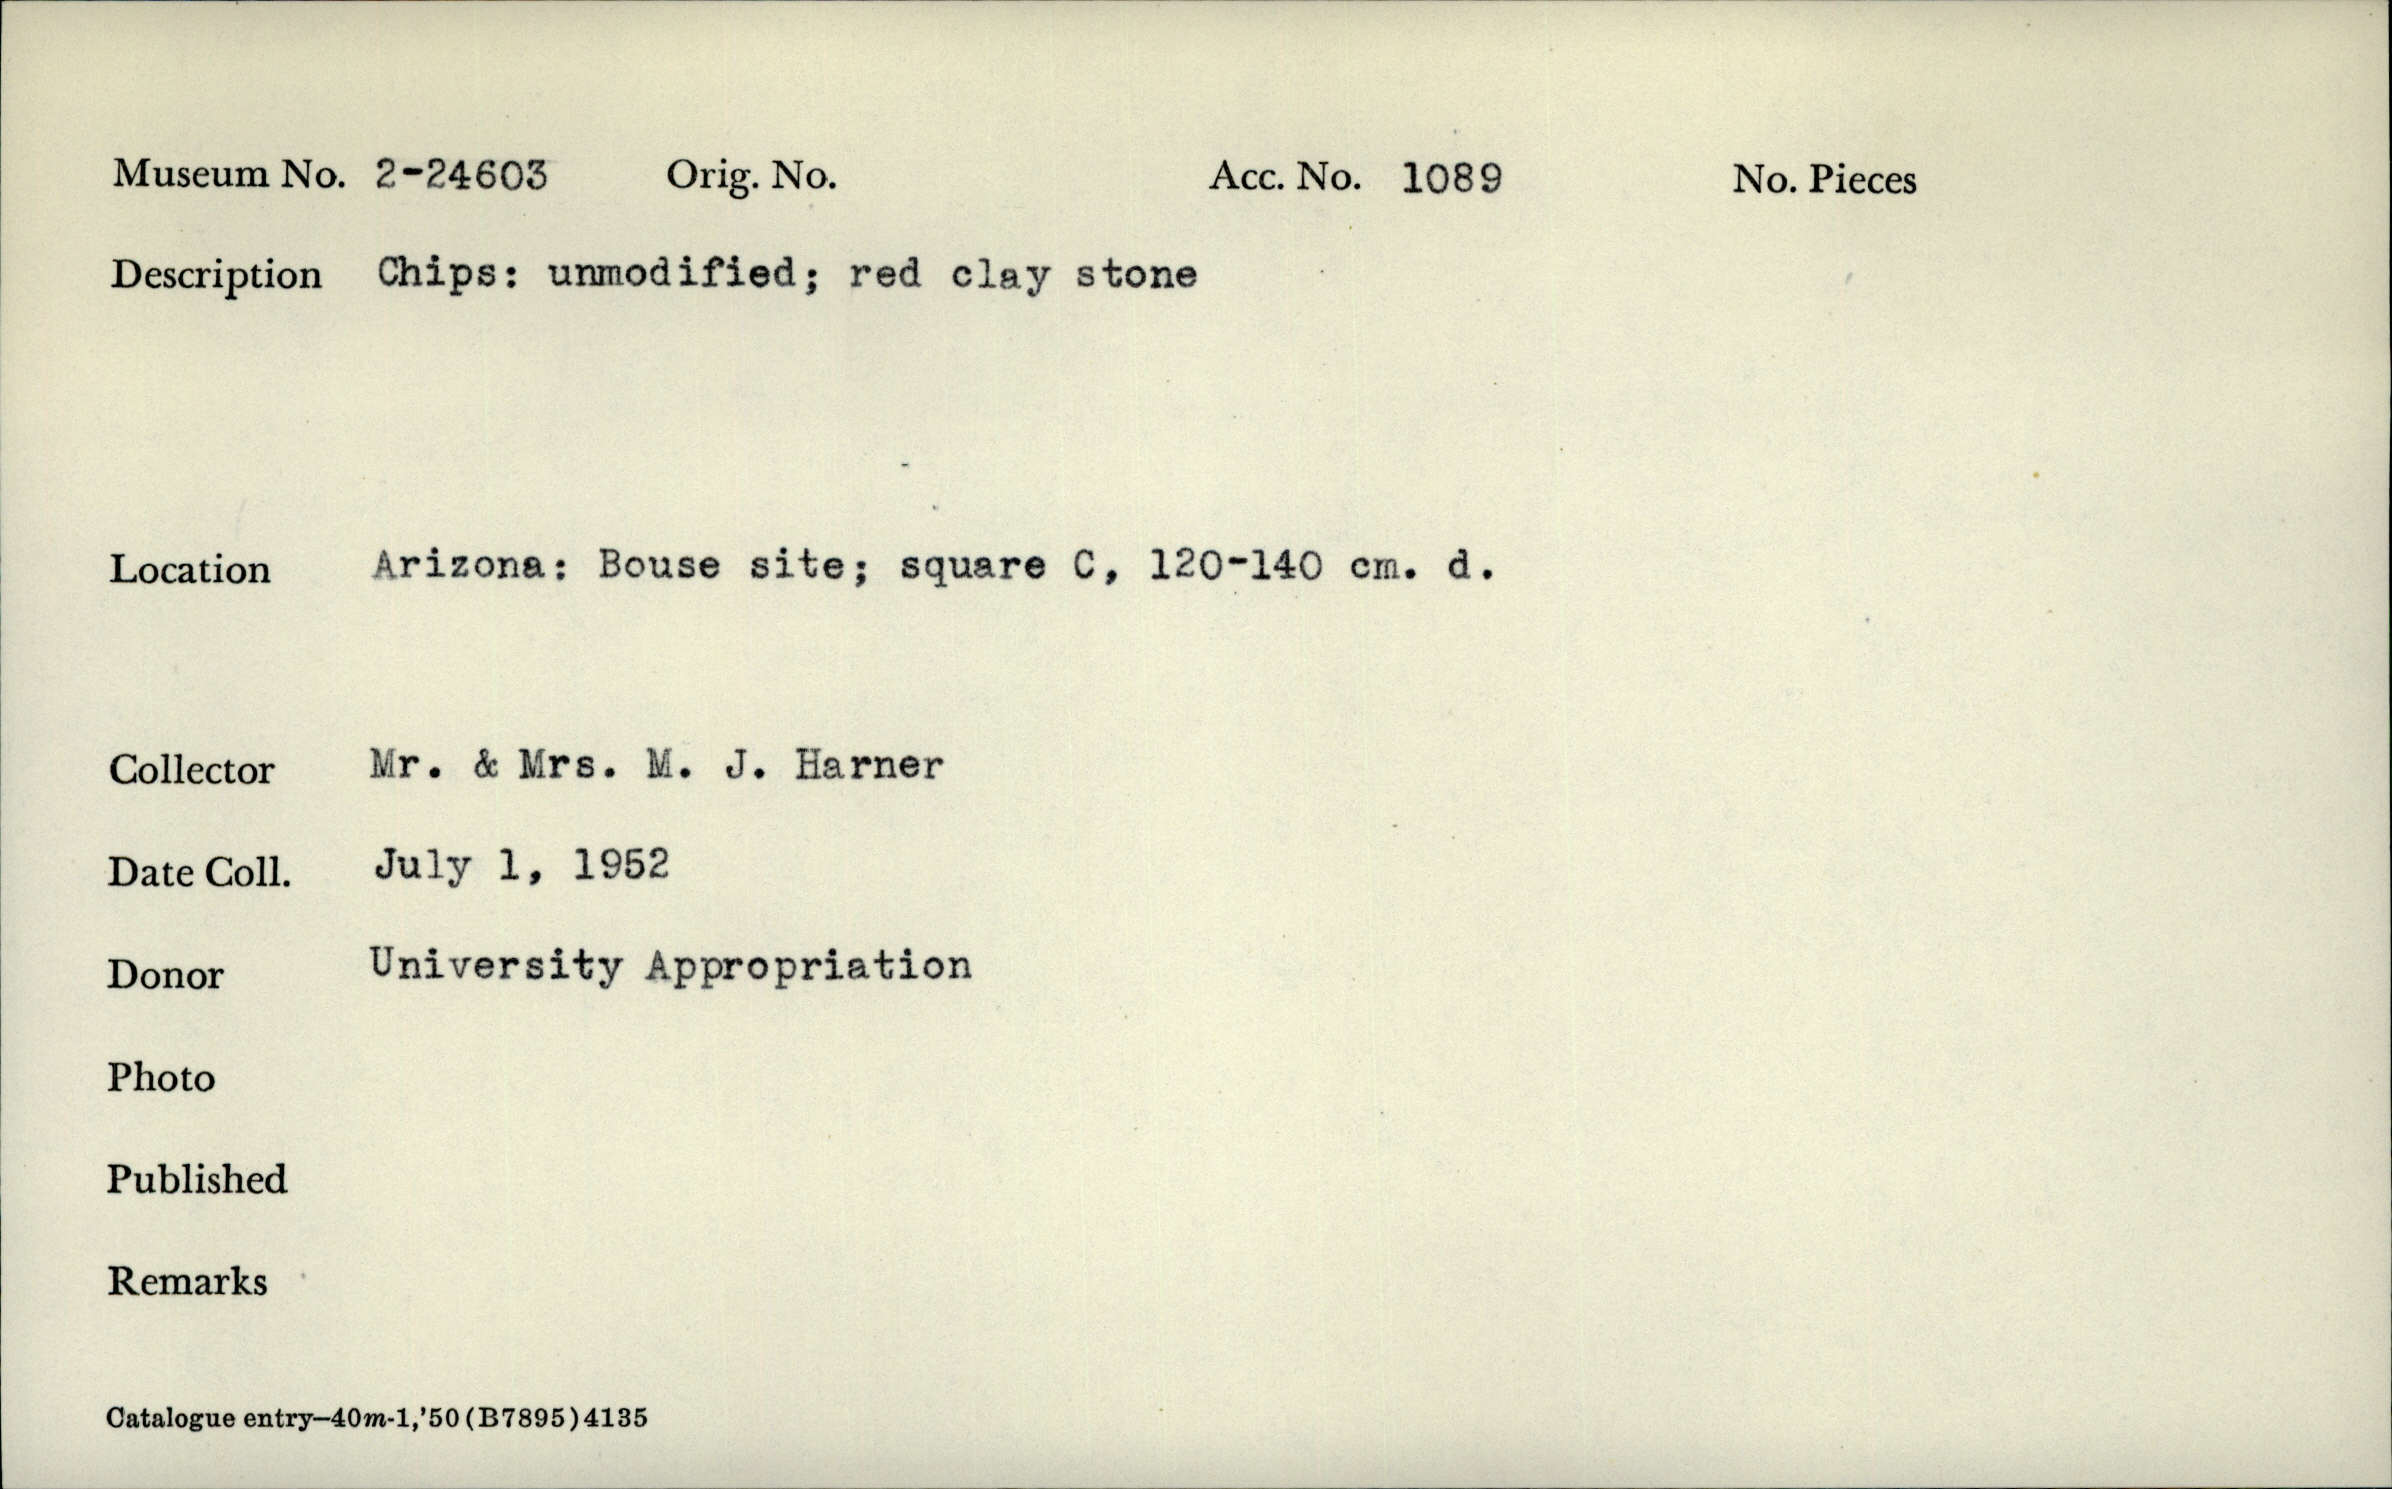 Museum No. 2-24603 Orig. No. Acc. No. 1089 No. Pieces
Description Chips: unmodified; red clay stone
Location Arizona: Bouse site; square C, 120-140 cm. d.
Collector Mr. & Mrs. M. J. Harner
Date Coll. July 1, 1952
Donor University Appropriation
Photo
Published
Remarks
Catalogue entry—40m-1,'50 (B7895) 4135